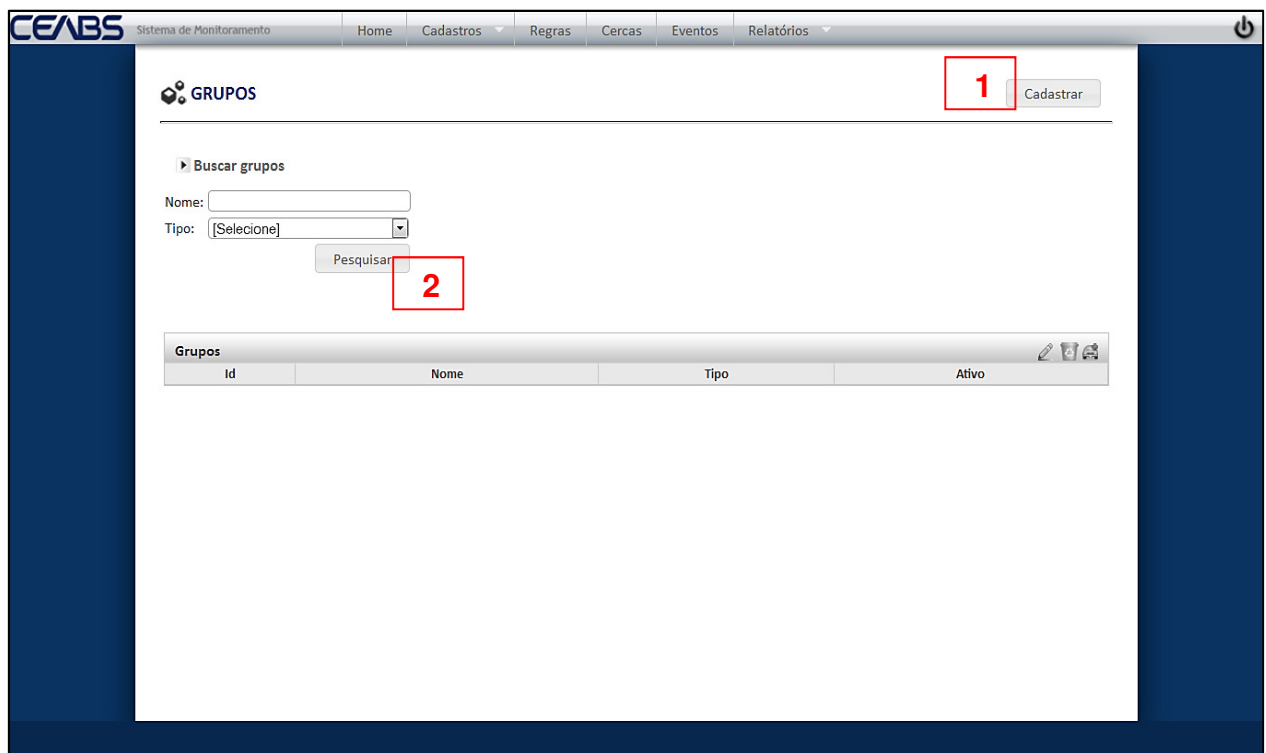 CEABS Sistema de Monitoramento Home Cadastros Regras Cercas Eventos Relatórios
GRUPOS 1 Cadastrar
Buscar grupos
Nome:
Tipo: [Selecione]
Pesquisar
2
Grupos
Id Nome Tipo Ativo